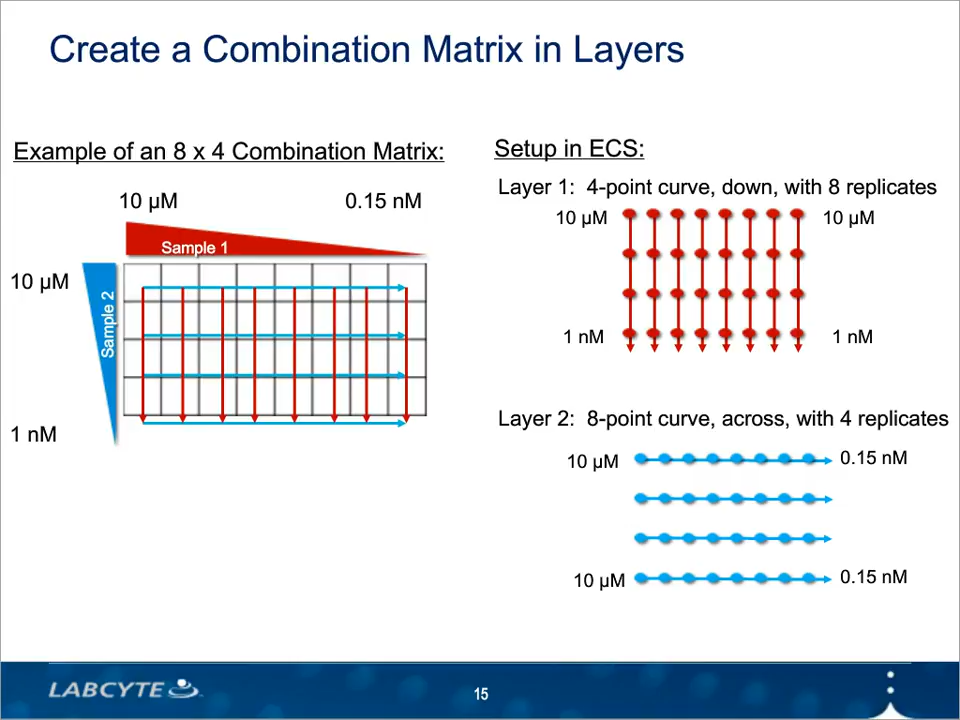 Create a Combination Matrix in Layers
Example of an 8 x 4 Combination Matrix:
10 µM
0.15 nM
Sample 1
10 µM
Sample 2
1 nM
Setup in ECS:
Layer 1: 4-point curve, down, with 8 replicates
10 µM
10 µM
1 nM
1 nM
Layer 2: 8-point curve, across, with 4 replicates
10 µM
0.15 nM
10 µM
0.15 nM
LABCYTE
15